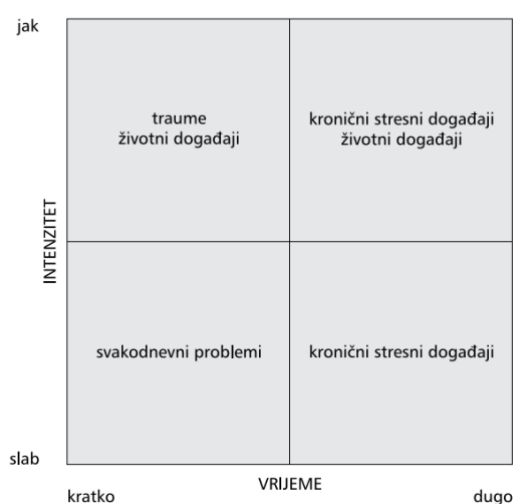 jak
traume
životni događaji
kronični stresni događaji
životni događaji
INTENZITET
svakodnevni problemi
kronični stresni događaji
slab
kratko
VRIJEME
dugo